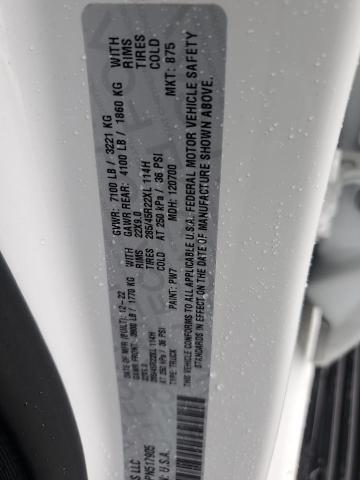 DATE OF MFR (P/VLT): 12-22 GVWR: 7100 LB / 3221 KG
GAWR FRONT: 3900 LB / 1770 KG WITH GAWR REAR: 4100 LB / 1860 KG WITH
22X9.0 RIMS 22X9.0 RIMS
285/45R22XL 114H TIRES 285/45R22XL 114H TIRES
AT 250 kPa / 36 PSI COLD AT 250 kPa / 36 PSI COLD
TYPE: TRUCK PAINT: PW7 MDH: 120700 MKT: 875
THIS VEHICLE CONFORMS TO ALL APPLICABLE U.S.A. FEDERAL MOTOR VEHICLE SAFETY
STANDARDS IN EFFECT ON THE DATE OF MANUFACTURE SHOWN ABOVE.
LLC
PN517905
U.S.A.